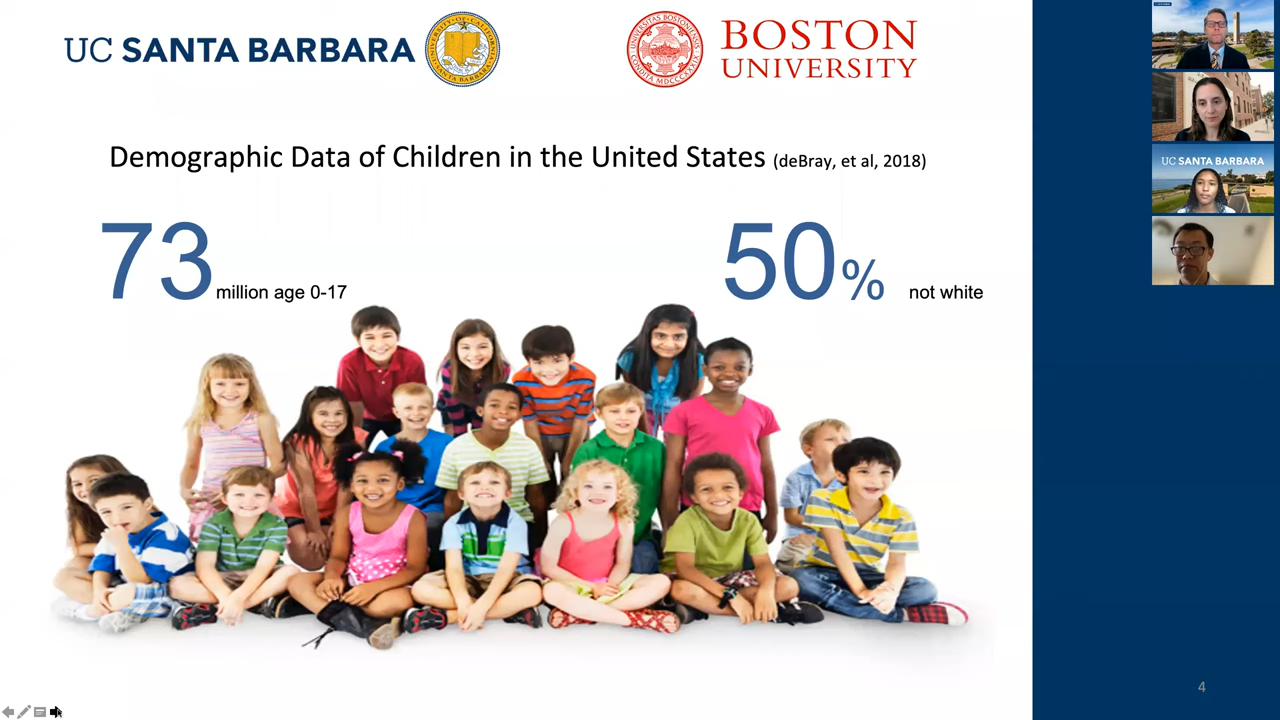 UC SANTA BARBARA
BOSTON
UNIVERSITY
Demographic Data of Children in the United States (deBray, et al, 2018)
73 million age 0-17
50% not white
UC SANTA BARBARA
4